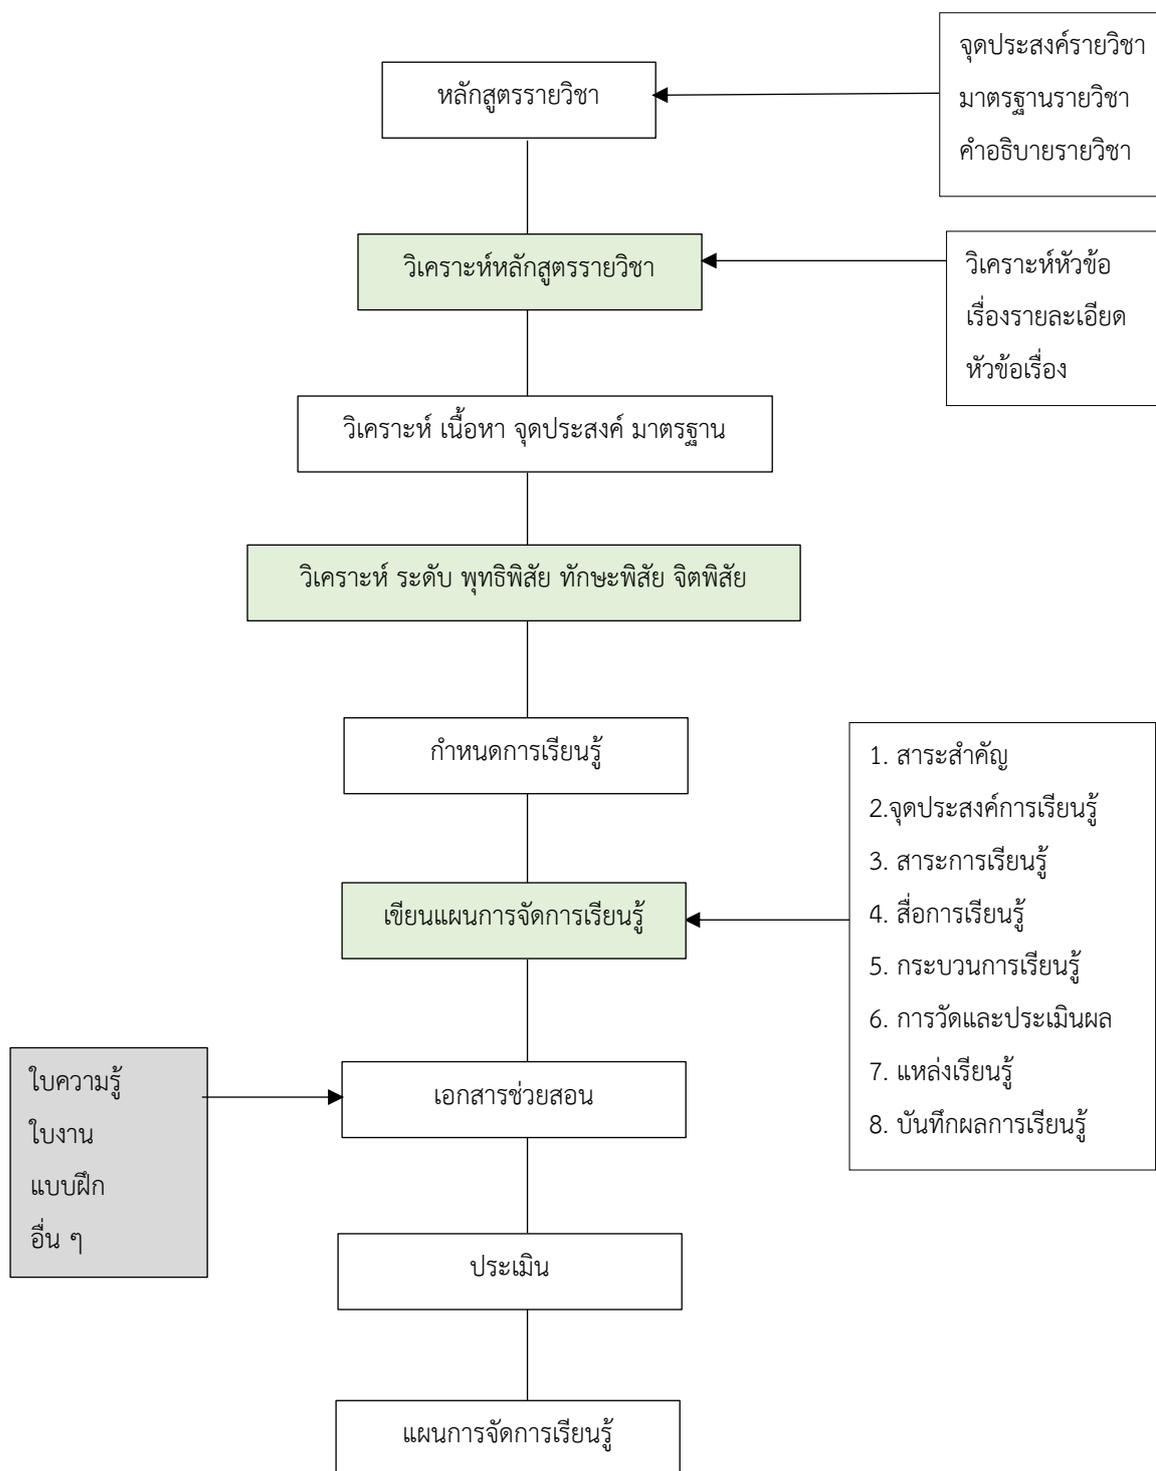 จุดประสงค์รายวิชา
มาตรฐานรายวิชา
คำอธิบายรายวิชา
หลักสูตรรายวิชา
วิเคราะห์หลักสูตรรายวิชา
วิเคราะห์หัวข้อ
เรื่องรายละเอียด
หัวข้อเรื่อง
วิเคราะห์ เนื้อหา จุดประสงค์ มาตรฐาน
วิเคราะห์ ระดับ พุทธิพิสัย ทักษะพิสัย จิตพิสัย
กำหนดการเรียนรู้
เขียนแผนการจัดการเรียนรู้
1. สาระสำคัญ
2.จุดประสงค์การเรียนรู้
3. สาระการเรียนรู้
4. สื่อการเรียนรู้
5. กระบวนการเรียนรู้
6. การวัดและประเมินผล
7. แหล่งเรียนรู้
8. บันทึกผลการเรียนรู้
ใบความรู้
ใบงาน
แบบฝึก
อื่น ๆ
เอกสารช่วยสอน
ประเมิน
แผนการจัดการเรียนรู้